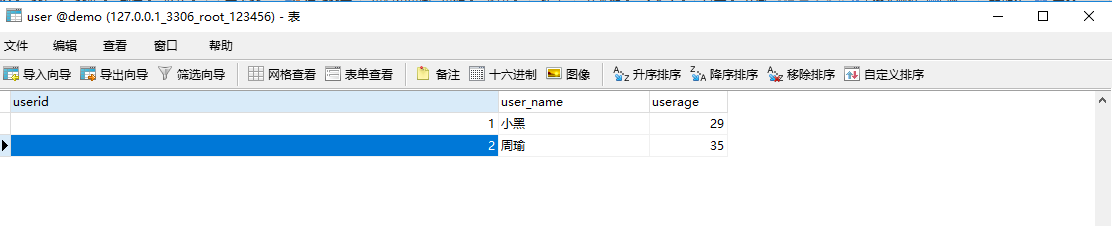 user @demo (127.0.0.1_3306_root_123456) - 表
文件 编辑 查看 窗口 帮助
导入向导 导出向导 筛选向导 网格查看 表单查看 备注 十六进制 图像 升序排序 降序排序 移除排序 自定义排序
userid user_name userage
1 小黑 29
2 周瑜 35